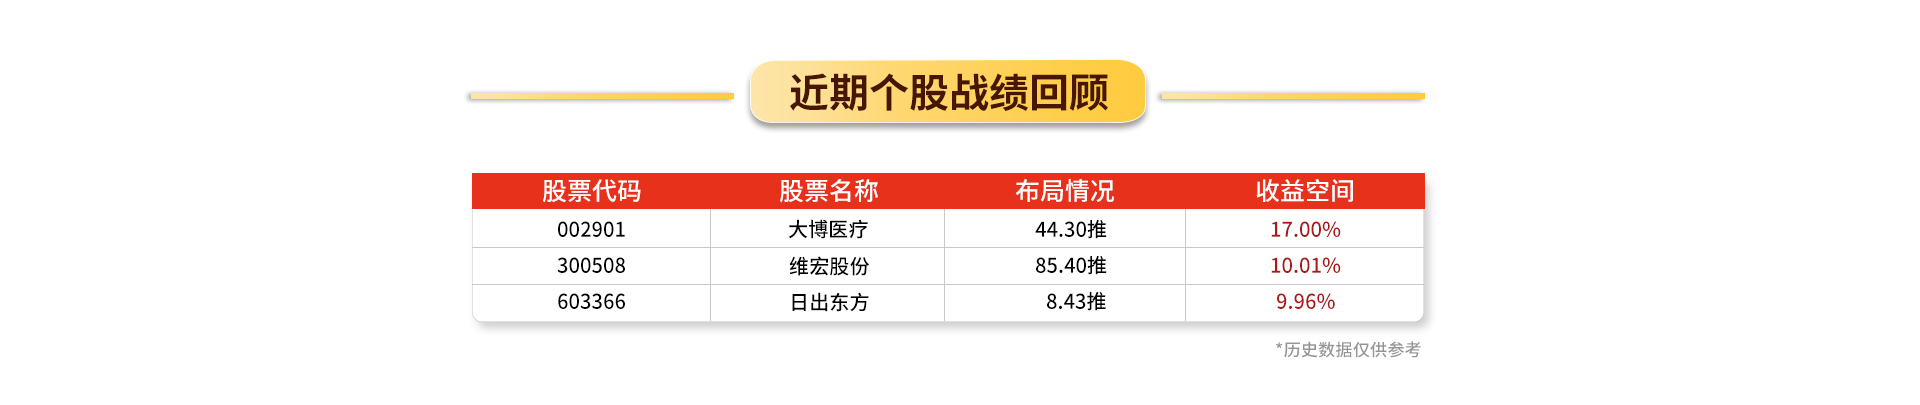 近期个股战绩回顾
股票代码 股票名称 布局情况 收益空间
002901 大博医疗 44.30推 17.00%
300508 维宏股份 85.40推 10.01%
603366 日出东方 8.43推 9.96%
*历史数据仅供参考